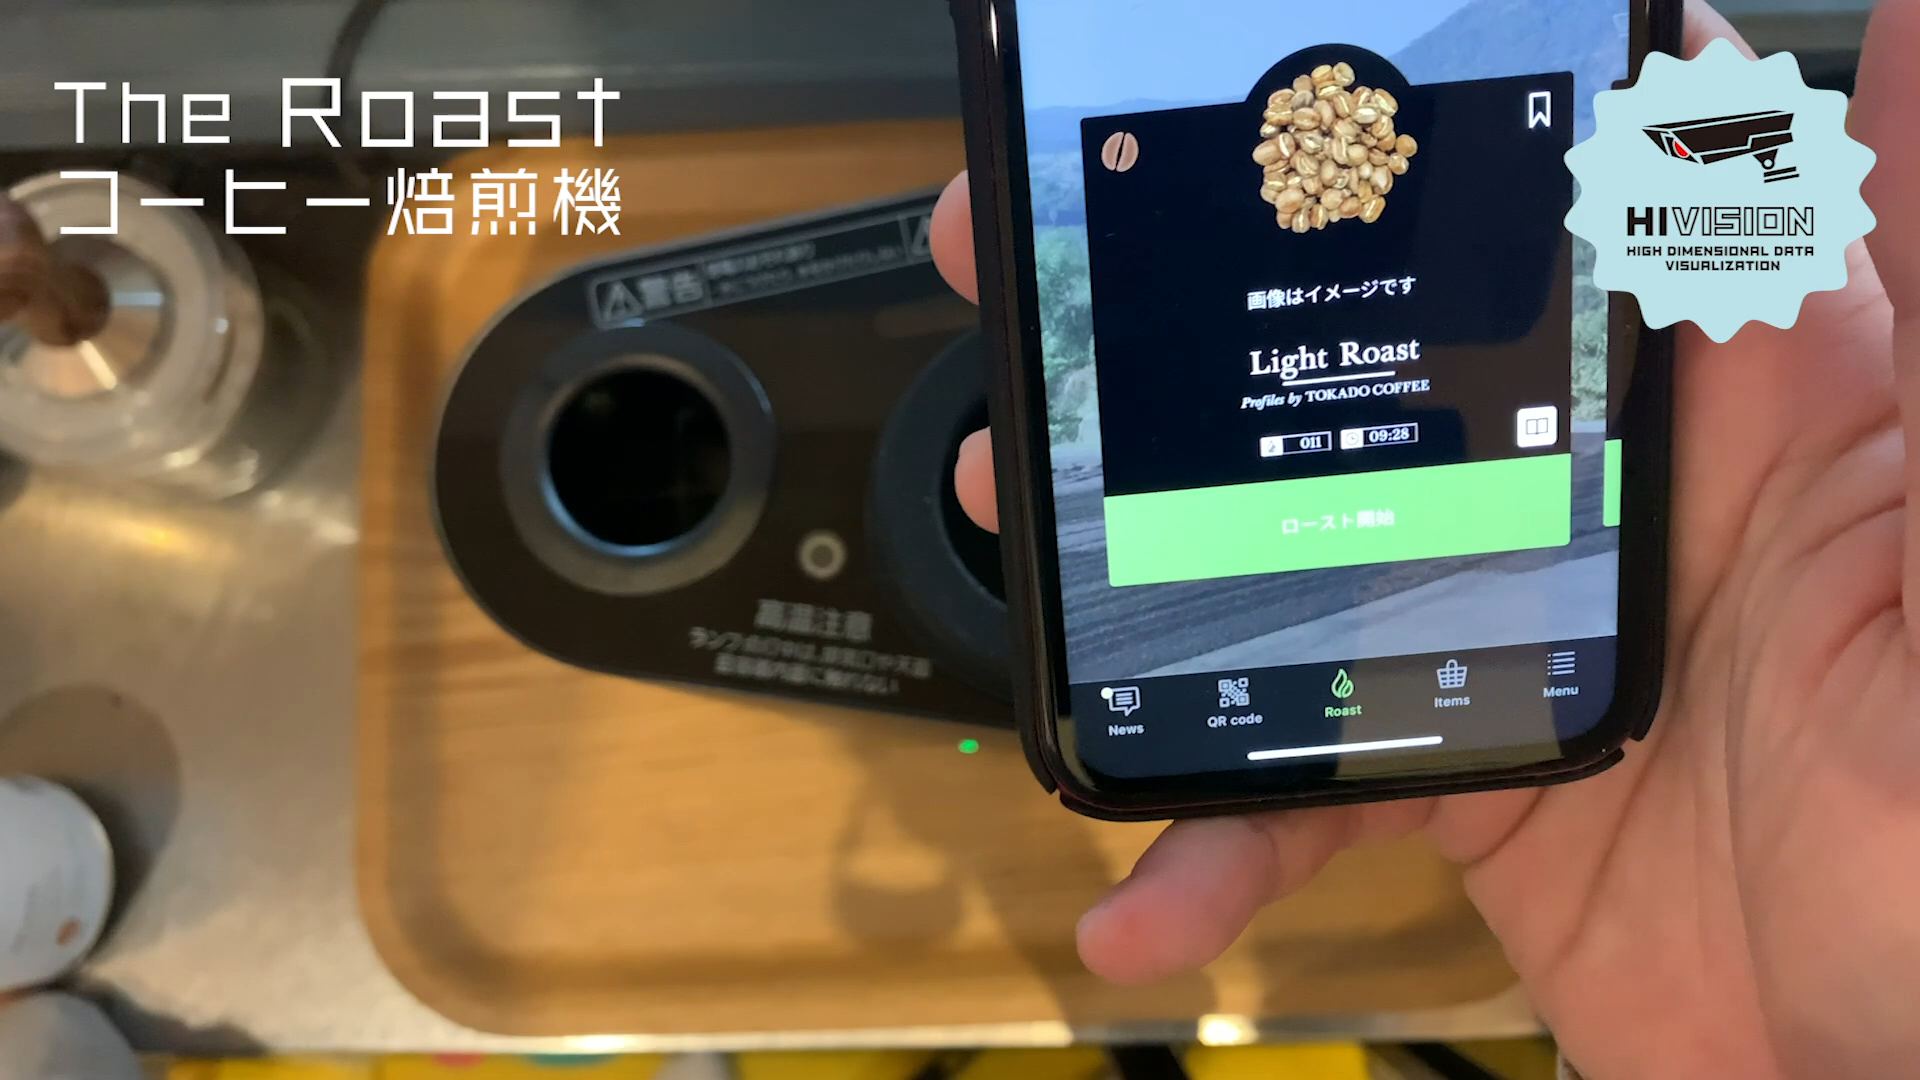 The Roast
コーヒー焙煎機
HIVISION
HIGH DIMENSIONAL DATA
VISUALIZATION
画像はイメージです
Light Roast
Profiles by TOKADO COFFEE
011 09:28
ロースト開始
News QR code Roast Items Menu
警告
高温注意